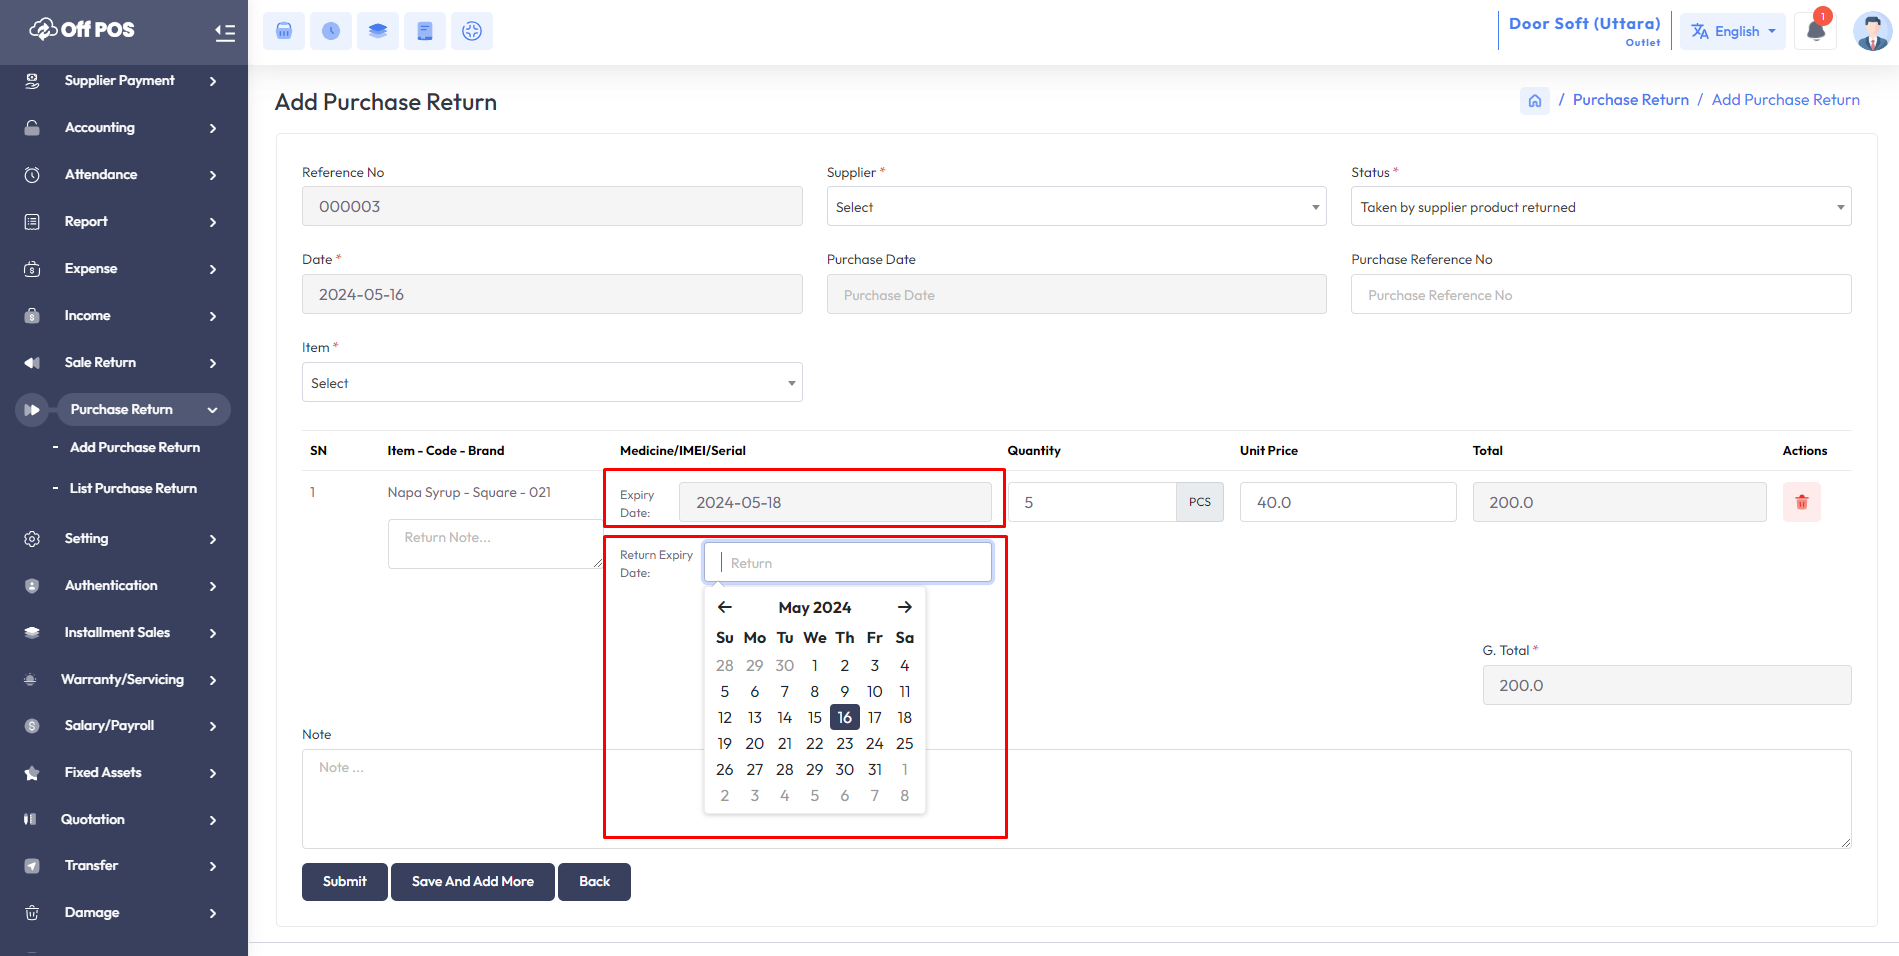 Off POS
Door Soft (Uttara)
Outlet
English
1
Supplier Payment
Accounting
Attendance
Report
Expense
Income
Sale Return
Purchase Return
- Add Purchase Return
- List Purchase Return
Setting
Authentication
Installment Sales
Warranty/Servicing
Salary/Payroll
Fixed Assets
Quotation
Transfer
Damage
Add Purchase Return
/ Purchase Return / Add Purchase Return
Reference No
000003
Supplier *
Select
Status *
Taken by supplier product returned
Date *
2024-05-16
Purchase Date
Purchase Date
Purchase Reference No
Purchase Reference No
Item *
Select
SN Item - Code - Brand Medicine/IMEI/Serial Quantity Unit Price Total Actions
1 Napa Syrup - Square - 021
Return Note...
Expiry
Date:
2024-05-18
5 PCS
40.0
200.0
Return Expiry
Date:
Return
May 2024
Su Mo Tu We Th Fr Sa
28 29 30 1 2 3 4
5 6 7 8 9 10 11
12 13 14 15 16 17 18
19 20 21 22 23 24 25
26 27 28 29 30 31 1
2 3 4 5 6 7 8
G. Total *
200.0
Note
Note ...
Submit
Save And Add More
Back